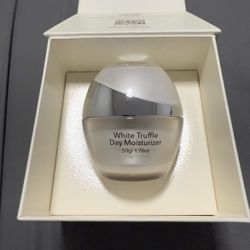 White Truffle
Day Moisturizer
50g/ 1.76oz